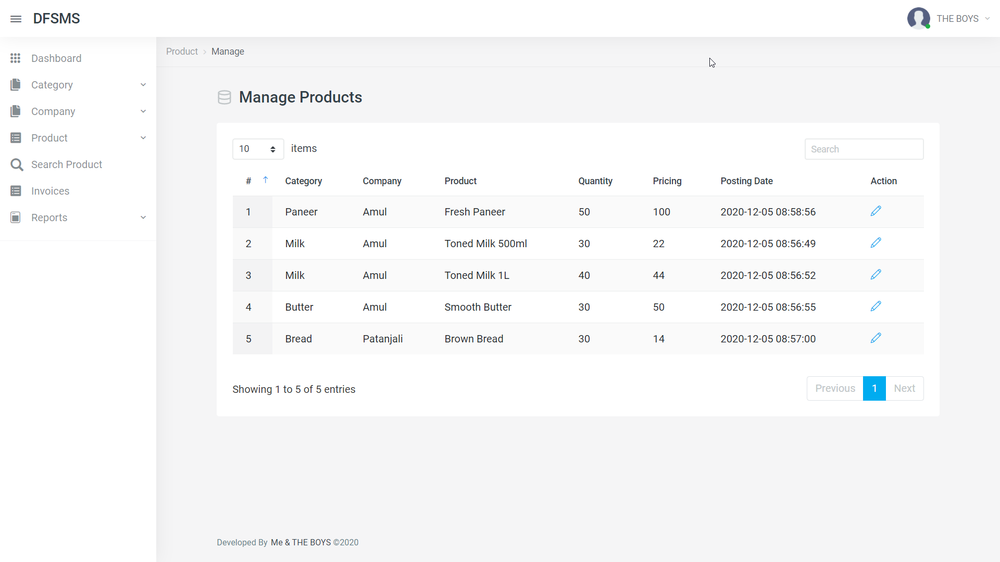 DFSMS
THE BOYS
Dashboard
Category
Company
Product
Search Product
Invoices
Reports
Product > Manage
Manage Products
10 items
Search
# Category Company Product Quantity Pricing Posting Date Action
1 Paneer Amul Fresh Paneer 50 100 2020-12-05 08:58:56
2 Milk Amul Toned Milk 500ml 30 22 2020-12-05 08:56:49
3 Milk Amul Toned Milk 1L 40 44 2020-12-05 08:56:52
4 Butter Amul Smooth Butter 30 50 2020-12-05 08:56:55
5 Bread Patanjali Brown Bread 30 14 2020-12-05 08:57:00
Showing 1 to 5 of 5 entries
Previous 1 Next
Developed By Me & THE BOYS ©2020